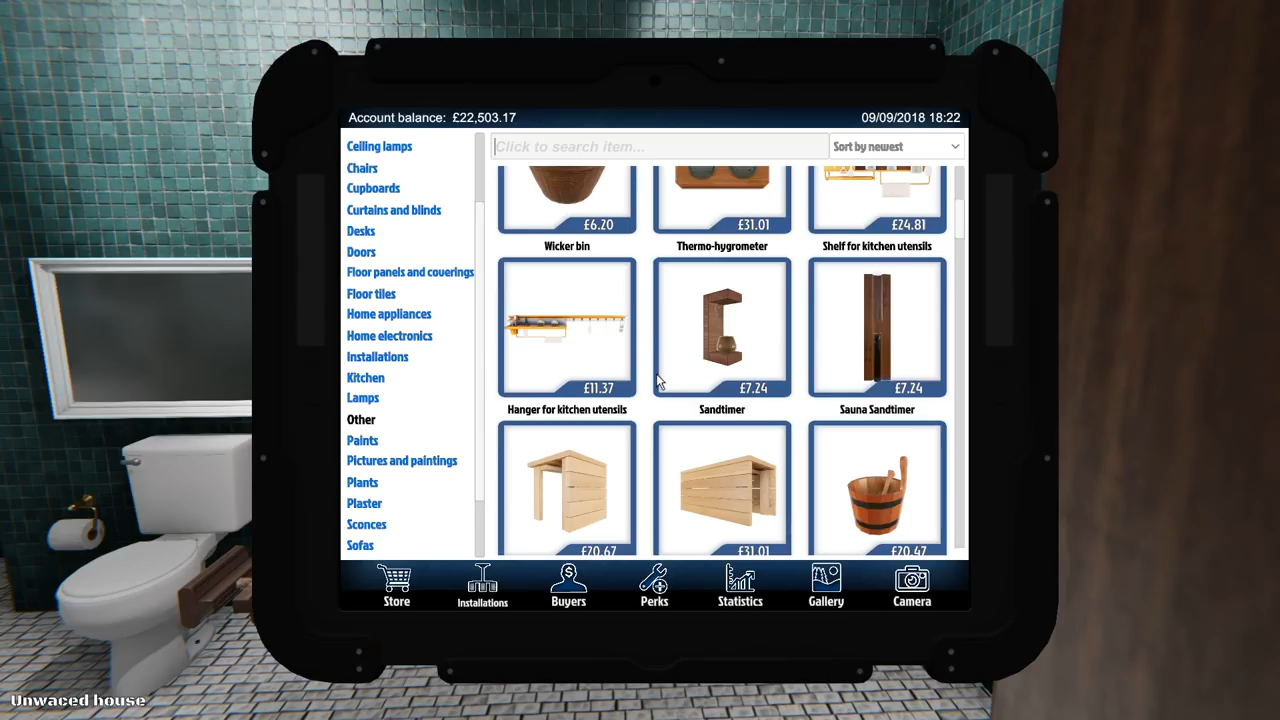 Account balance: £22,503.17
09/09/2018 18:22
Ceiling lamps
Chairs
Cupboards
Curtains and blinds
Desks
Doors
Floor panels and coverings
Floor tiles
Home appliances
Home electronics
Installations
Kitchen
Lamps
Other
Paints
Pictures and paintings
Plants
Plaster
Sconces
Sofas
Click to search item...
Sort by newest
£6.20
£31.01
£24.81
Wicker bin
Thermo-hygrometer
Shelf for kitchen utensils
£11.37
£7.24
£7.24
Hanger for kitchen utensils
Sandtimer
Sauna Sandtimer
£20.67
£31.01
£20.47
Store
Installations
Buyers
Perks
Statistics
Gallery
Camera
Unwaced house